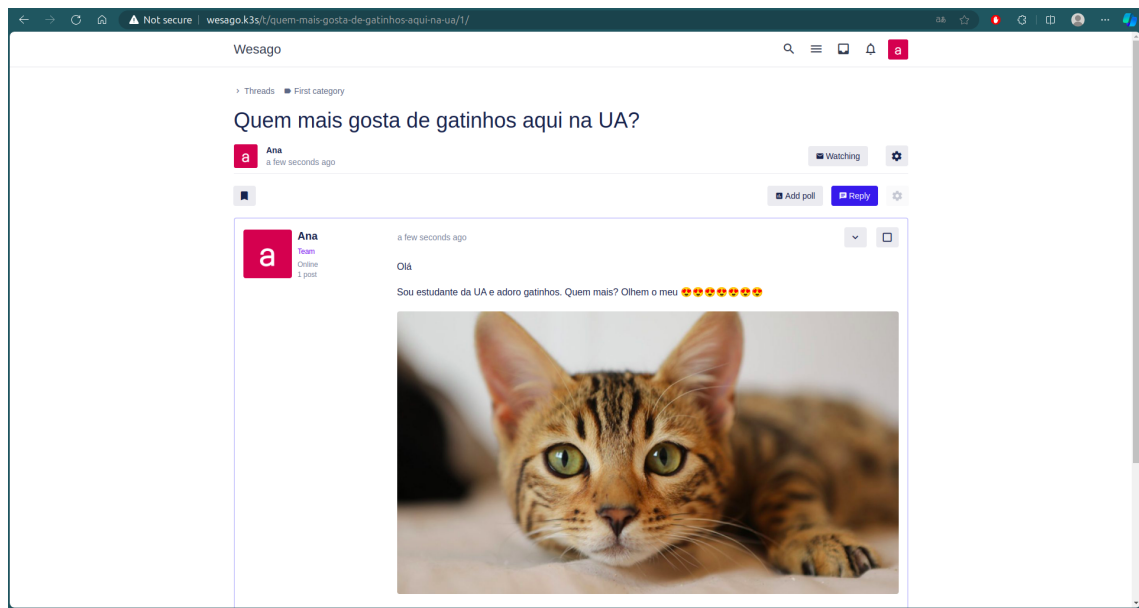 Not secure wesago.k3s/t/quem-mais-gosta-de-gatinhos-aqui-na-ua/1/
Wesago
a
Threads First category
Quem mais gosta de gatinhos aqui na UA?
a
Ana
a few seconds ago
Watching
Add poll
Reply
a
Ana
Team
Online
1 post
a few seconds ago
Olá
Sou estudante da UA e adoro gatinhos. Quem mais? Olhem o meu 😍😍😍😍😍😍😍